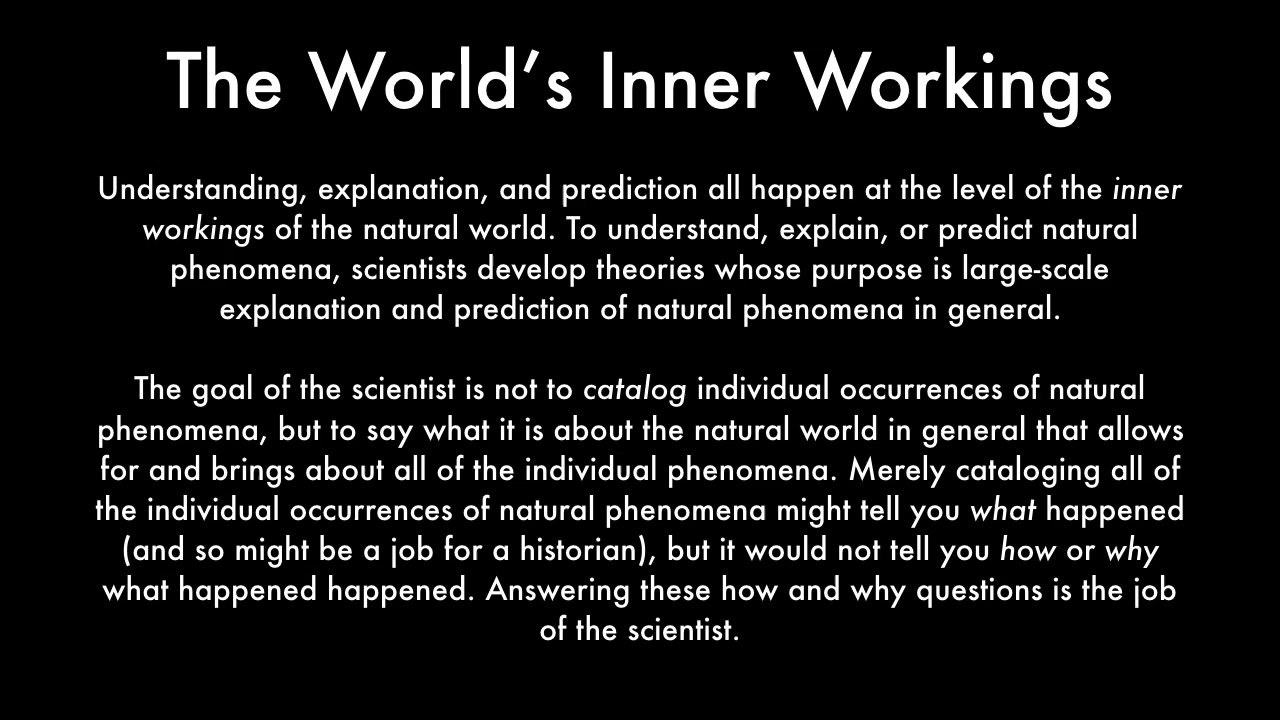 The World’s Inner Workings
Understanding, explanation, and prediction all happen at the level of the inner
workings of the natural world. To understand, explain, or predict natural
phenomena, scientists develop theories whose purpose is large-scale
explanation and prediction of natural phenomena in general.
The goal of the scientist is not to catalog individual occurrences of natural
phenomena, but to say what it is about the natural world in general that allows
for and brings about all of the individual phenomena. Merely cataloging all of
the individual occurrences of natural phenomena might tell you what happened
(and so might be a job for a historian), but it would not tell you how or why
what happened happened. Answering these how and why questions is the job
of the scientist.